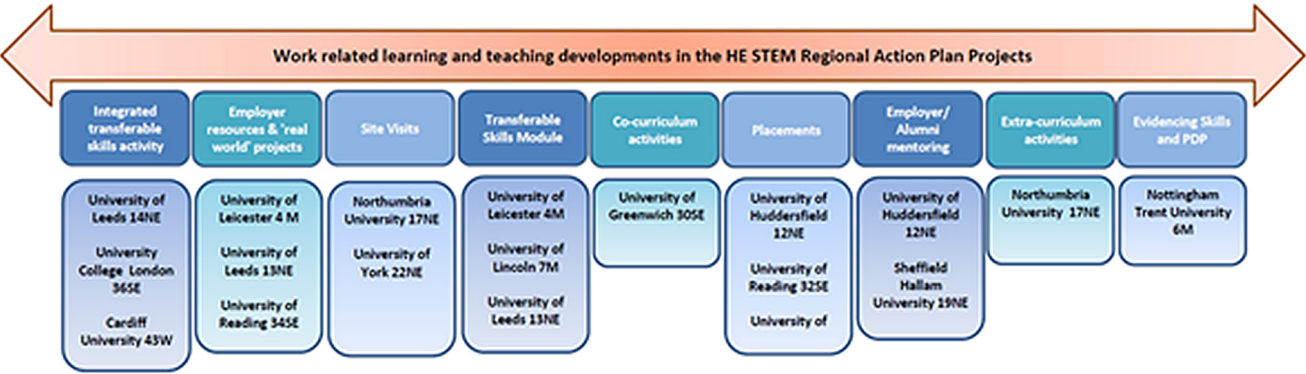 Work related learning and teaching developments in the HE STEM Regional Action Plan Projects
Integrated
transferable
skills activity
Employer
resources & 'real
world' projects
Site Visits
Transferable
Skills Module
Co-curriculum
activities
Placements
Employer/
Alumni
mentoring
Extra-curriculum
activities
Evidencing Skills
and PDP
University of
Leeds 14NE
University
College London
36SE
Cardiff
University 43W
University of
Leicester 4 M
University of
Leeds 13NE
University of
Reading 34SE
Northumbria
University 17NE
University of
York 22NE
University of
Leicester 4M
University of
Lincoln 7M
University of
Leeds 13NE
University of
Greenwich 30SE
University of
Huddersfield
12NE
University of
Reading 32SE
University of
University of
Huddersfield
12NE
Sheffield
Hallam
University 19NE
Northumbria
University 17NE
Nottingham
Trent University
6M